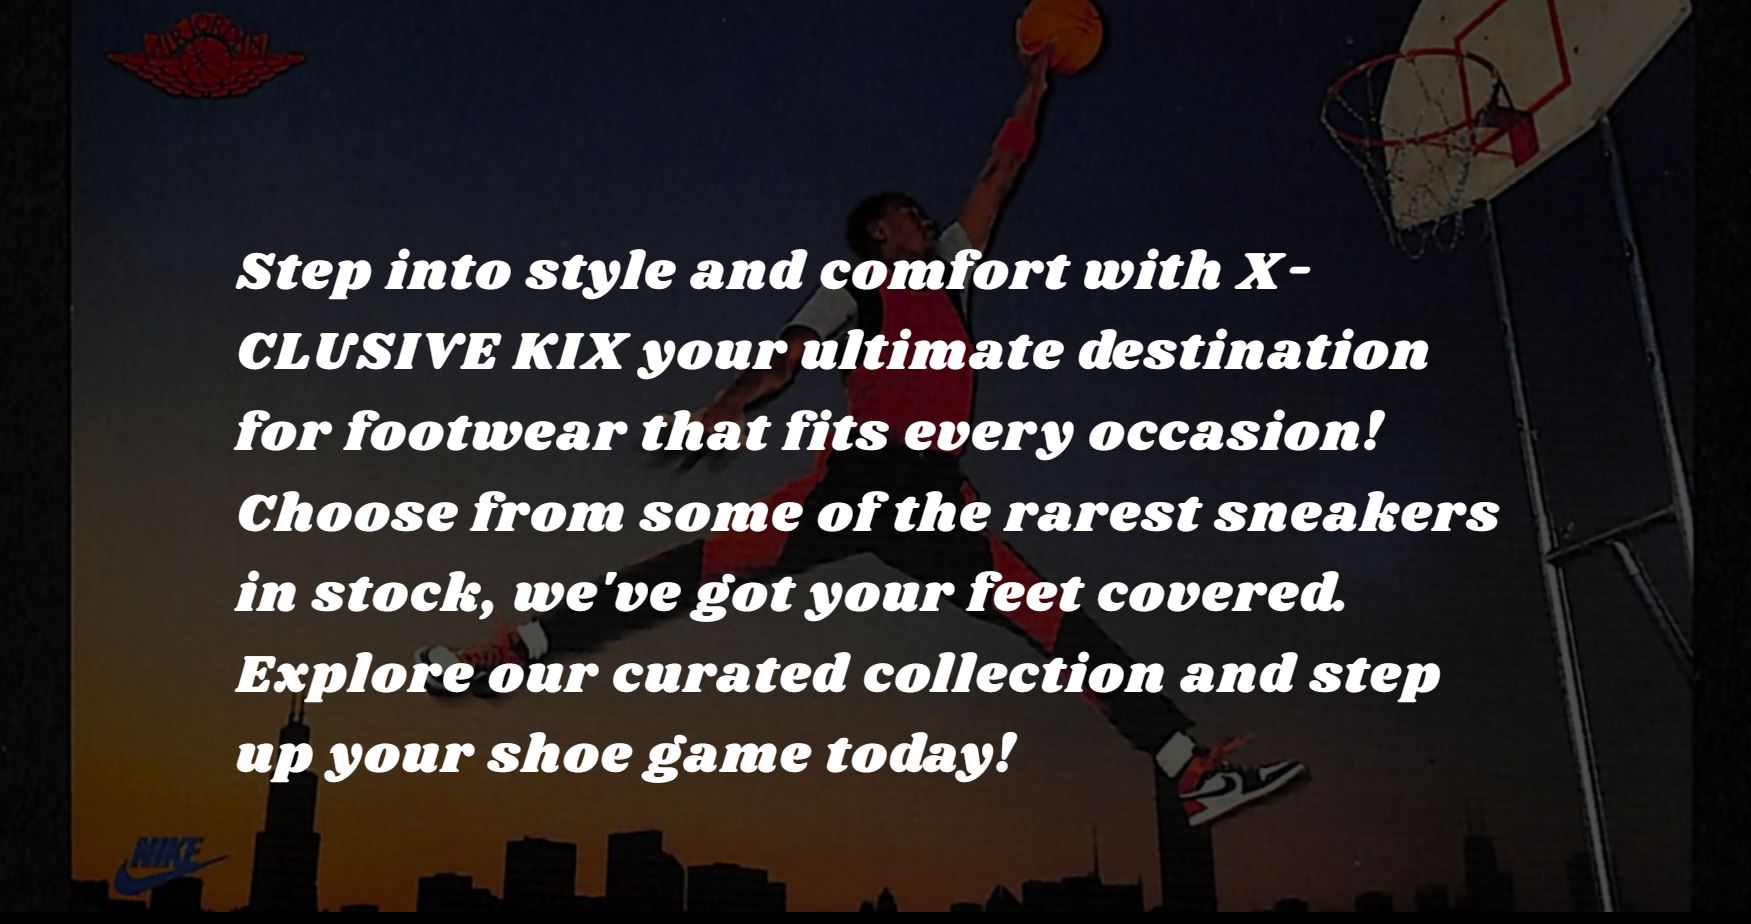 AIR JORDAN
Step into style and comfort with X-
CLUSIVE KIX your ultimate destination
for footwear that fits every occasion!
Choose from some of the rarest sneakers
in stock, we've got your feet covered.
Explore our curated collection and step
up your shoe game today!
NIKE